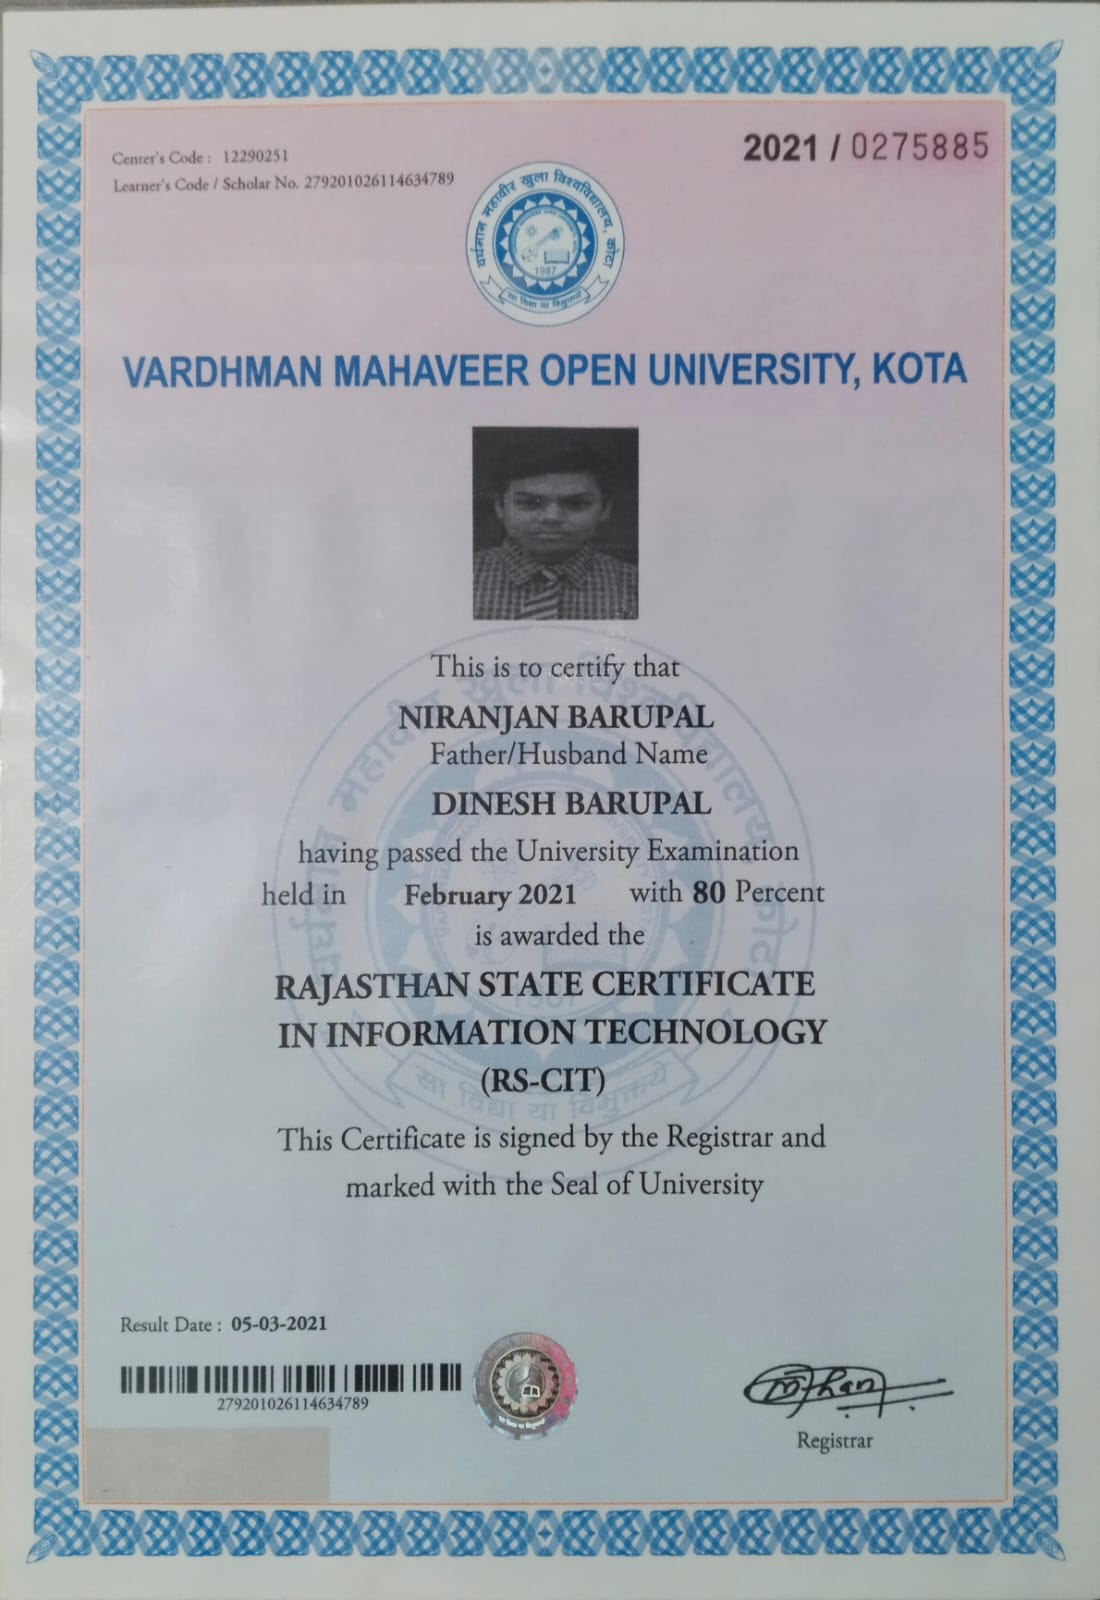 Center's Code : 12290251
2021 / 0275885
Learner's Code / Scholar No. 279201026114634789
वर्धमान महावीर खुला विश्वविद्यालय, कोटा
1987
सा विद्या या विमुक्तये
VARDHMAN MAHAVEER OPEN UNIVERSITY, KOTA
This is to certify that
NIRANJAN BARUPAL
Father/Husband Name
DINESH BARUPAL
having passed the University Examination
held in February 2021 with 80 Percent
is awarded the
RAJASTHAN STATE CERTIFICATE
IN INFORMATION TECHNOLOGY
(RS-CIT)
सा विद्या या विमुक्तये
This Certificate is signed by the Registrar and
marked with the Seal of University
Result Date : 05-03-2021
279201026114634789
Registrar